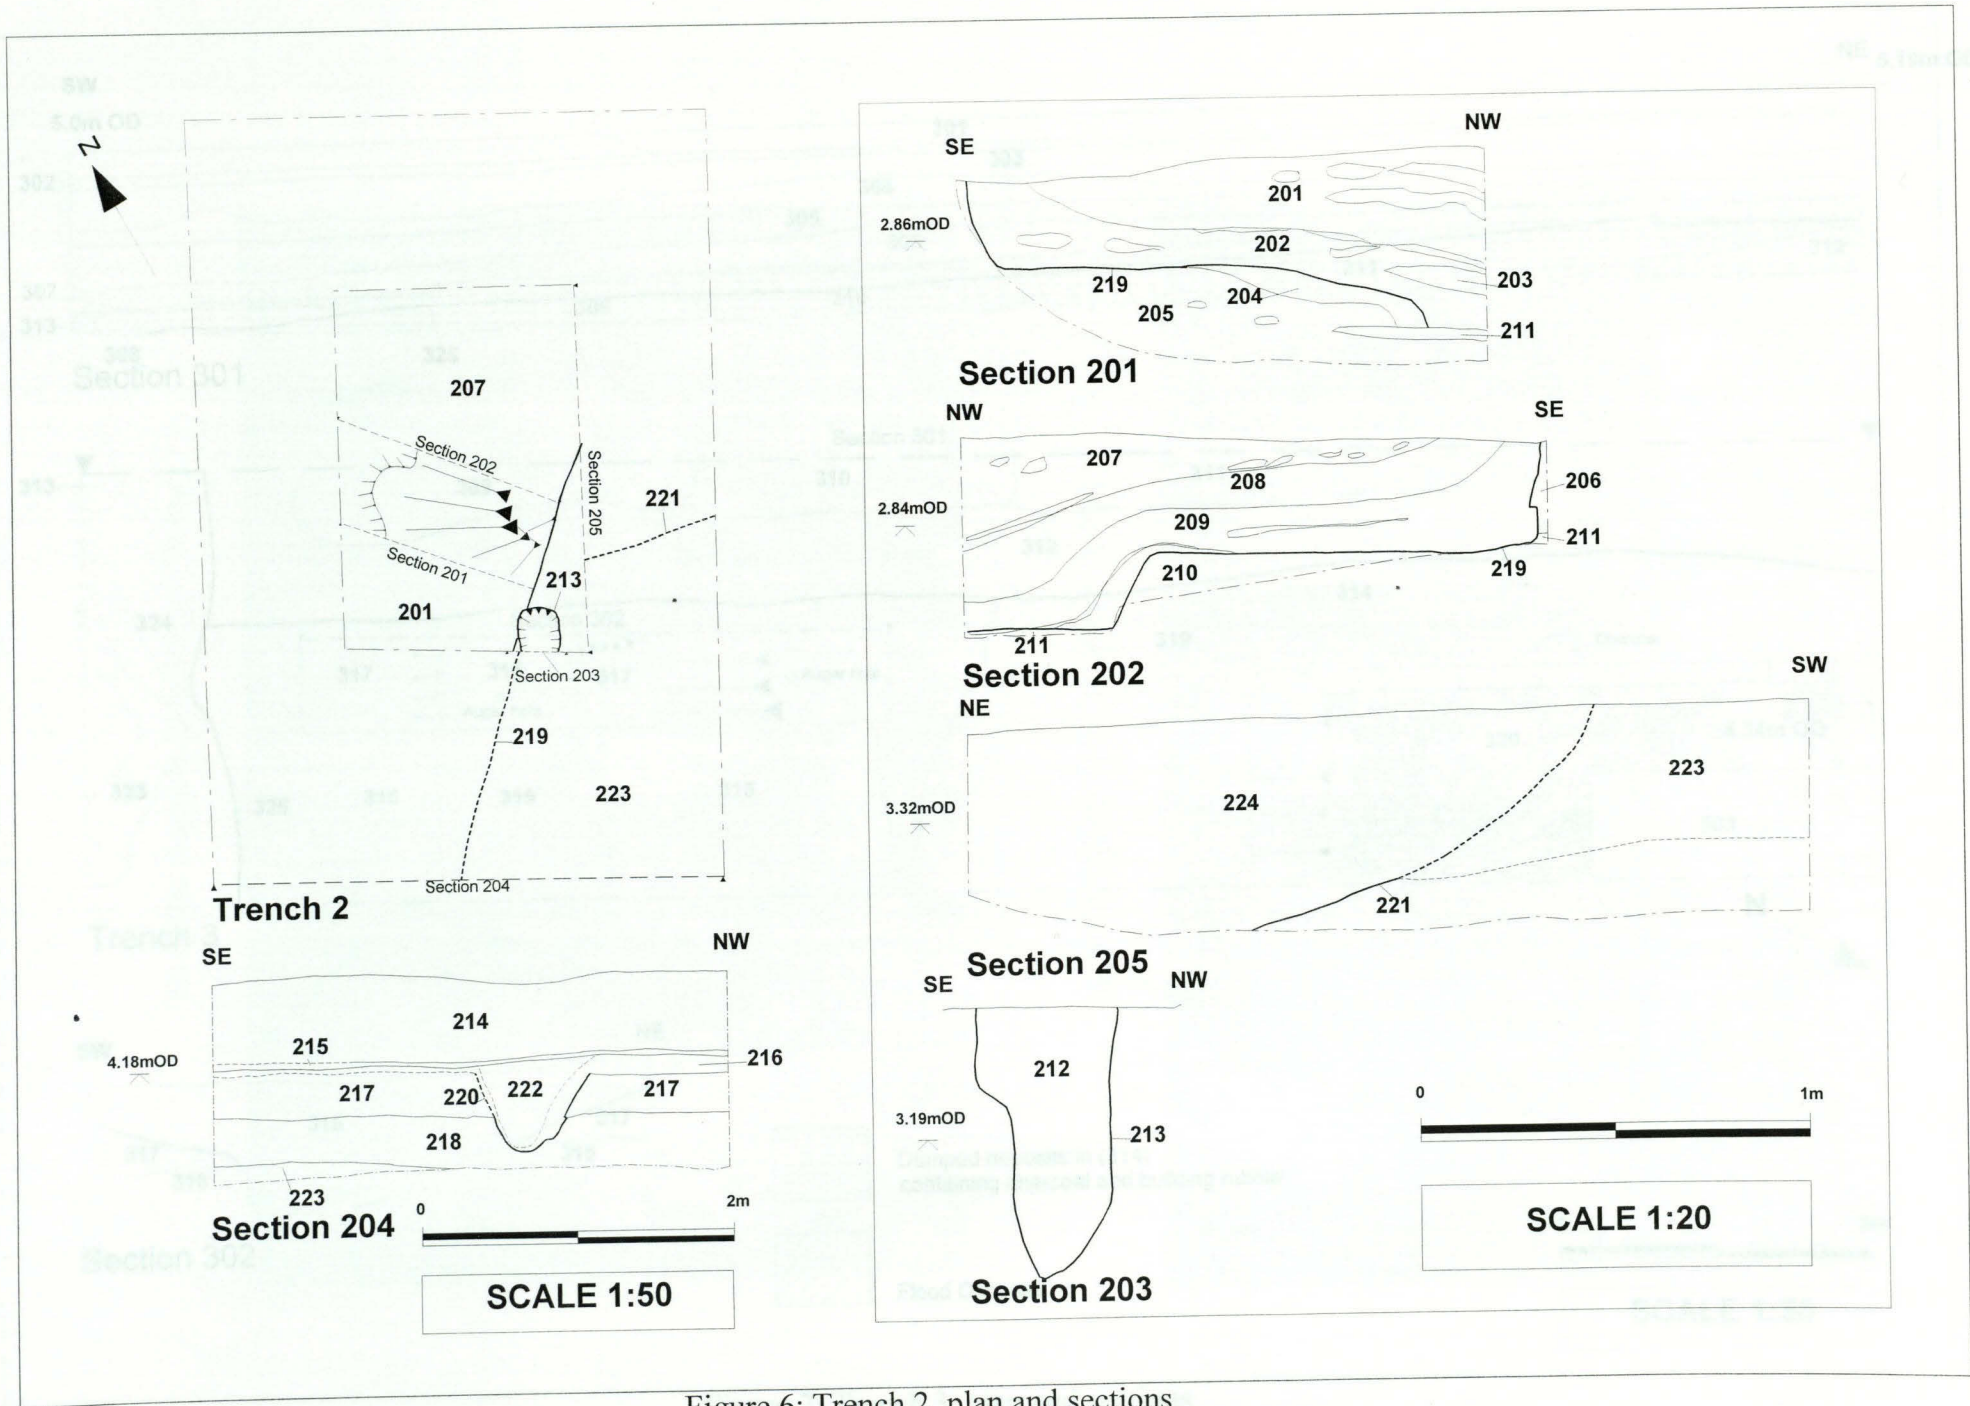 N
207
Section 202
Section 205
221
Section 201
213
201
Section 203
219
223
Section 204
Trench 2
SE
NW
214
215
4.18mOD
216
217
220
222
217
218
223
Section 204
0
2m
SCALE 1:50
SE
NW
201
2.86mOD
202
203
219
204
205
211
Section 201
NW
SE
207
208
206
2.84mOD
209
211
210
219
211
Section 202
NE
SW
223
3.32mOD
224
221
Section 205
SE
NW
212
3.19mOD
213
Section 203
0
1m
SCALE 1:20
Figure 6: Trench 2, plan and sections